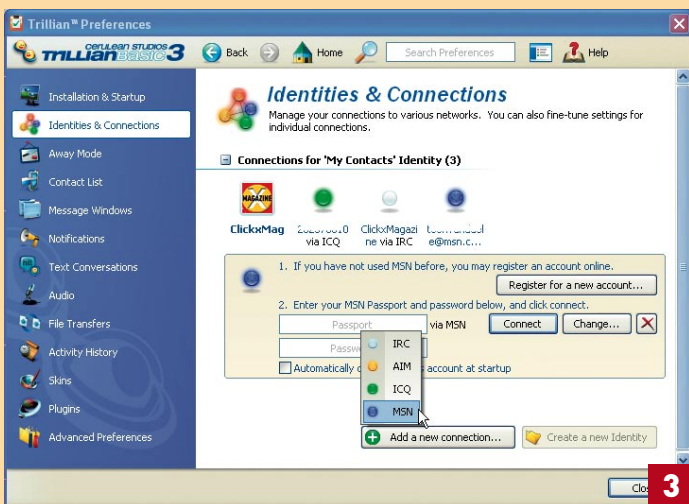 Trillian™ Preferences
CERULEAN STUDIOS
TRILLIAN BASIC 3
Back
Home
Search Preferences
Help
Installation & Startup
Identities & Connections
Away Mode
Contact List
Message Windows
Notifications
Text Conversations
Audio
File Transfers
Activity History
Skins
Plugins
Advanced Preferences
Identities & Connections
Manage your connections to various networks. You can also fine-tune settings for
individual connections.
Connections for 'My Contacts' Identity (3)
MAGAZINE
ClickxMag
via ICQ
ClickxMagazi
ne via IRC
e@msn.c...
1. If you have not used MSN before, you may register an account online.
Register for a new account...
2. Enter your MSN Passport and password below, and click connect.
Passport via MSN Connect Change...
Passw
Automatically c account at startup
IRC
AIM
ICQ
MSN
Add a new connection...
Create a new Identity
Clo
3